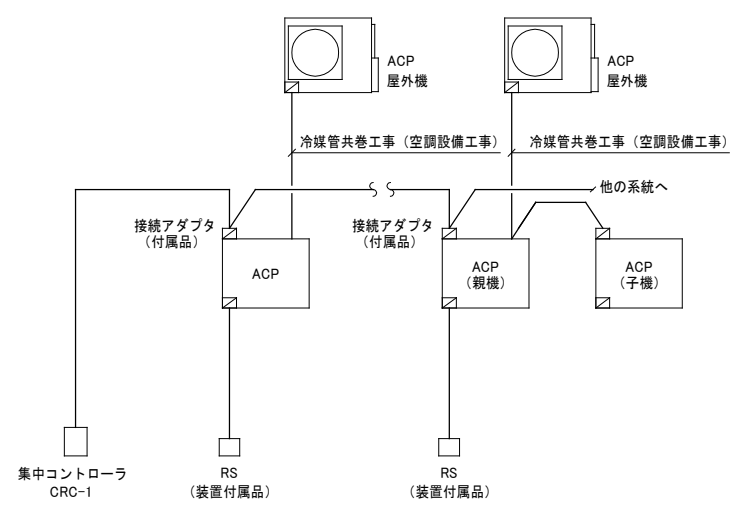 ACP
屋外機
ACP
屋外機
冷媒管共巻工事（空調設備工事）
冷媒管共巻工事（空調設備工事）
他の系統へ
接続アダプタ
（付属品）
接続アダプタ
（付属品）
ACP
ACP
（親機）
ACP
（子機）
集中コントローラ
CRC-1
RS
（装置付属品）
RS
（装置付属品）